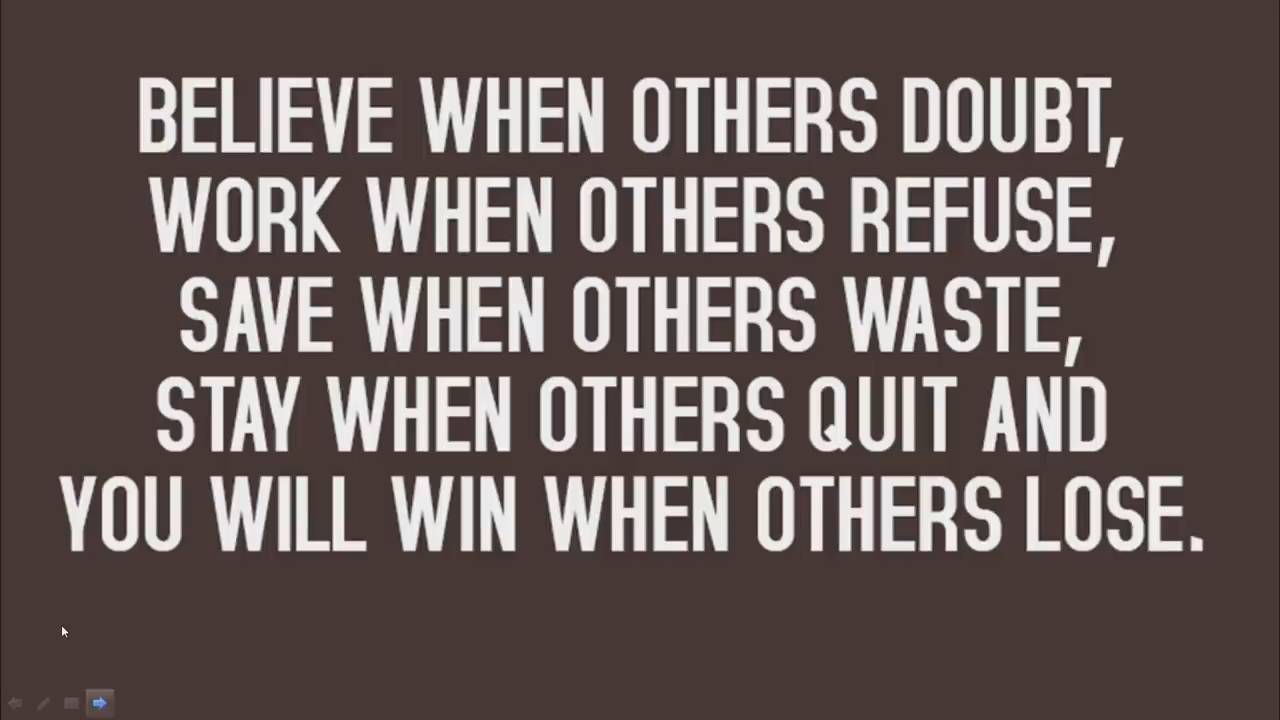 BELIEVE WHEN OTHERS DOUBT,
WORK WHEN OTHERS REFUSE,
SAVE WHEN OTHERS WASTE,
STAY WHEN OTHERS QUIT AND
YOU WILL WIN WHEN OTHERS LOSE.